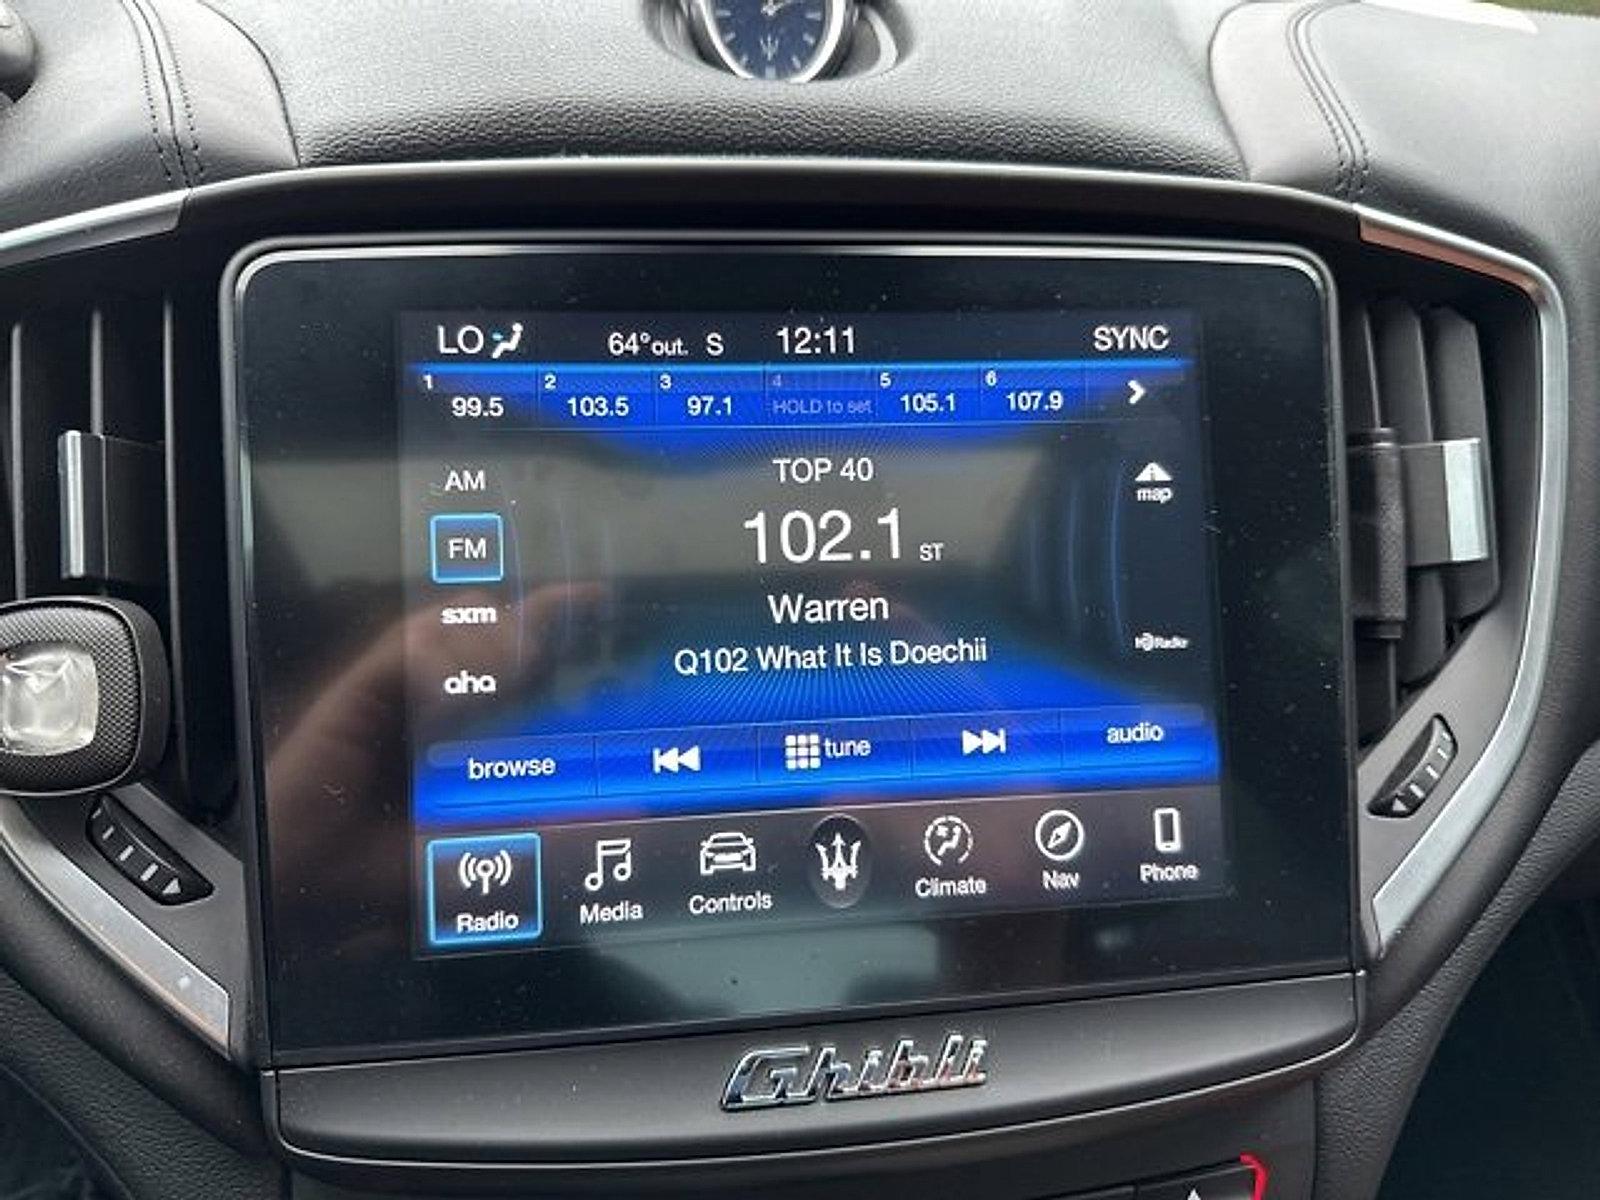 LO 64°out. S 12:11 SYNC
1 99.5 2 103.5 3 97.1 4 HOLD to set 5 105.1 6 107.9
AM
FM
sxm
aha
TOP 40
102.1 ST
Warren
Q102 What It Is Doechii
map
HD Radio
browse tune audio
Radio Media Controls Climate Nav Phone
Ghibli